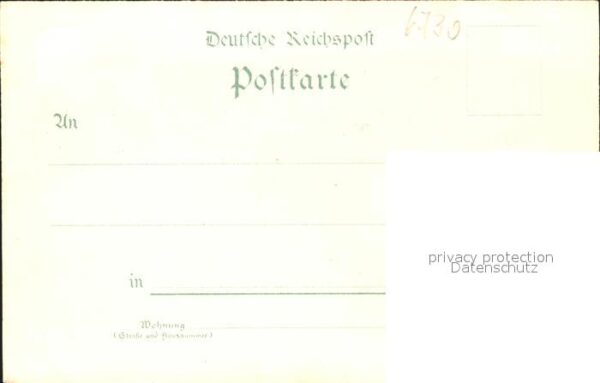 6730
Deutsche Reichspost
Postkarte
An
in
Wohnung
(Straße und Hausnummer)
privacy protection
Datenschutz